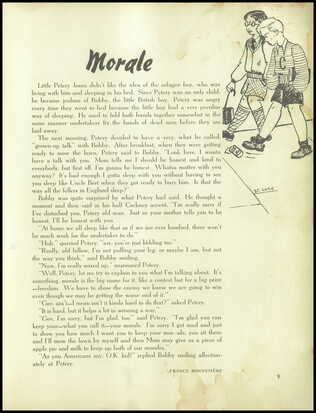 Morale
Little Petery Jones didn't like the idea of the refugee boy, who was
living with him and sleeping in his bed. Since Petery was an only child,
he became jealous of Bobby, the little British boy. Petery was angry
every time they went to bed because the little boy had a very peculiar
way of sleeping. He used to fold both hands together somewhat in the
same manner undertakers fix the hands of dead men before they are
laid away.
The next morning, Petery decided to have a very, what he called,
"grown-up talk" with Bobby. After breakfast, when they were getting
ready to mow the lawn, Petery said to Bobby. "Look here, I wants
have a talk with you. Mom tells me I should be honest and kind to
everybody, but first off, I'm gonna be honest. Whatsa matter with you
anyway? It's bad enough I gotta sleep with you without having to see
you sleep like Uncle Bert when they got ready to bury him. Is that the
way all the fellers in England sleep?"
Bobby was quite surprised by what Petery had said. He thought a
moment and then said in his half Cockney accent, "I'm really sorry if
I've disturbed you, Petery old man. Just as your mother tells you to be
honest, I'll be honest with you.
"At home we all sleep like that as if we are ever bombed, there won't
be much work for the undertaker to do."
"Huh," queried Petery, "aw, you're just kidding me."
"Really, old fellow, I'm not pulling your leg, or maybe I am, but not
the way you think," said Bobby smiling.
"Now, I'm really mixed up," murmured Petery.
"Well, Petery, let me try to explain to you what I'm talking about. It's
something, morale is the big name for it, like a contest but for a big prize
—freedom. We have to show the enemy we know we are going to win
even though we may be getting the worse end of it."
"Gee, ain't—I mean isn't it kinda hard to do that?" asked Petery.
"It is hard, but it helps a lot in winning a war."
"Gee, I'm sorry, but I'm glad, too" said Petery. "I'm glad you can
keep your—what you call it—your morale. I'm sorry I got mad and just
to show you how much I want you to keep your mor—ale, you sit there
and I'll mow the lawn by myself and then Mom may give us a piece of
apple pie and milk to keep up both of our morales."
"As you Americans say, O.K. kid!" replied Bobby smiling affectionately
at Petery.
9